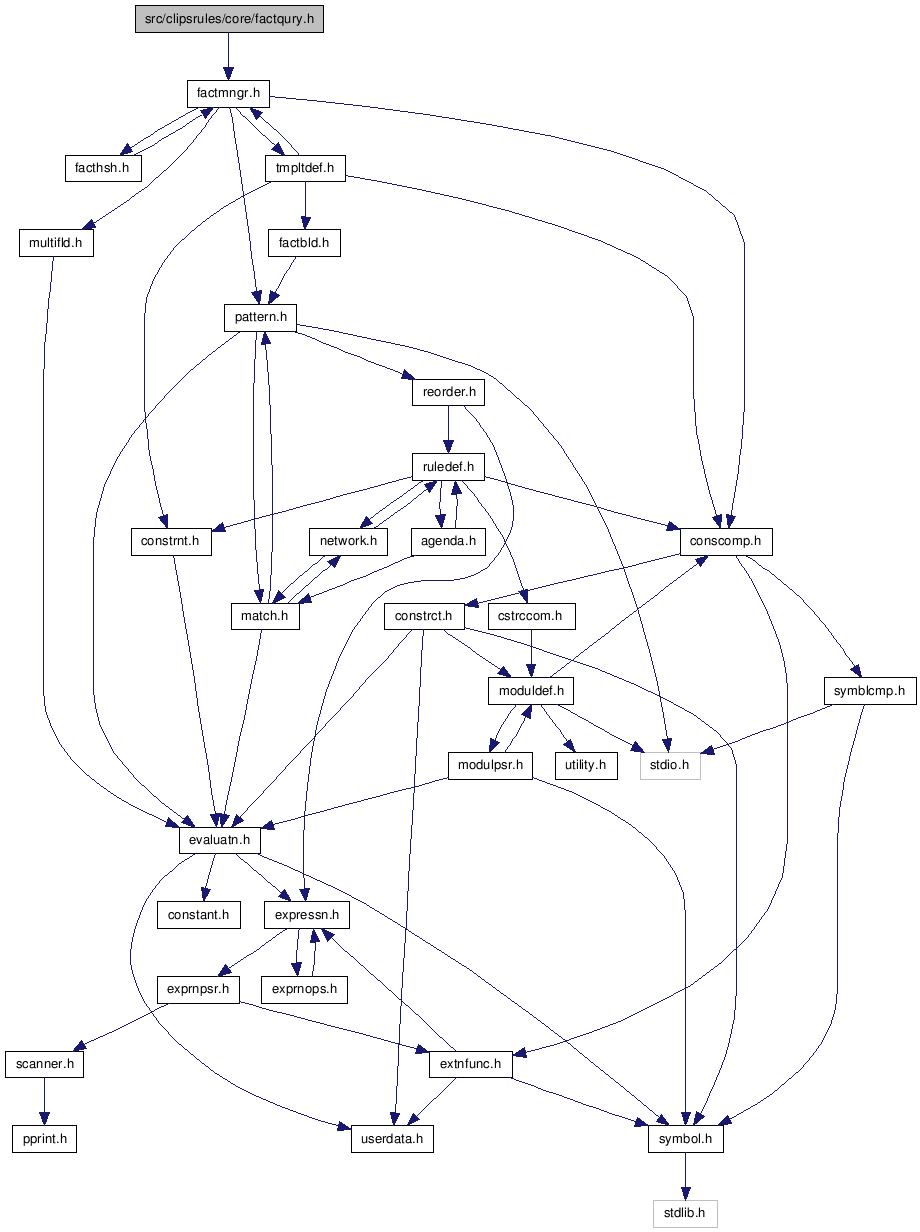 src/clipsrules/core/factqury.h
factmngr.h
facthsh.h
tmpltdef.h
multifld.h
factbld.h
pattern.h
reorder.h
ruledef.h
constrnt.h
network.h
agenda.h
conscomp.h
match.h
constrct.h
cstrccom.h
moduldef.h
symblcmp.h
modulpsr.h
utility.h
stdio.h
evaluatn.h
constant.h
expressn.h
exprnpsr.h
exprnops.h
scanner.h
extnfunc.h
pprint.h
userdata.h
symbol.h
stdlib.h